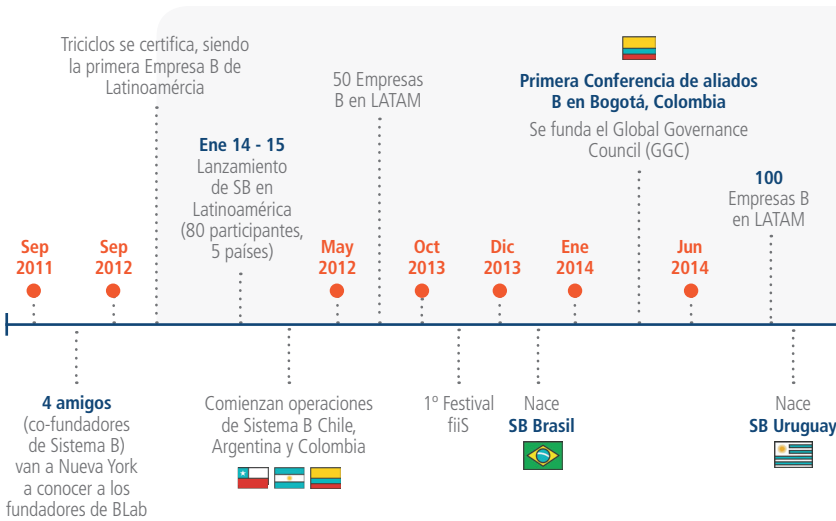 Triciclos se certifica, siendo
la primera Empresa B de
Latinoamércia
50 Empresas
B en LATAM
Primera Conferencia de aliados
B en Bogotá, Colombia
Se funda el Global Governance
Council (GGC)
Ene 14 - 15
Lanzamiento
de SB en
Latinoamérica
(80 participantes,
5 países)
100
Empresas B
en LATAM
Sep
2011
Sep
2012
May
2012
Oct
2013
Dic
2013
Ene
2014
Jun
2014
4 amigos
(co-fundadores
de Sistema B)
van a Nueva York
a conocer a los
fundadores de BLab
Comienzan operaciones
de Sistema B Chile,
Argentina y Colombia
1º Festival
fiiS
Nace
SB Brasil
Nace
SB Uruguay